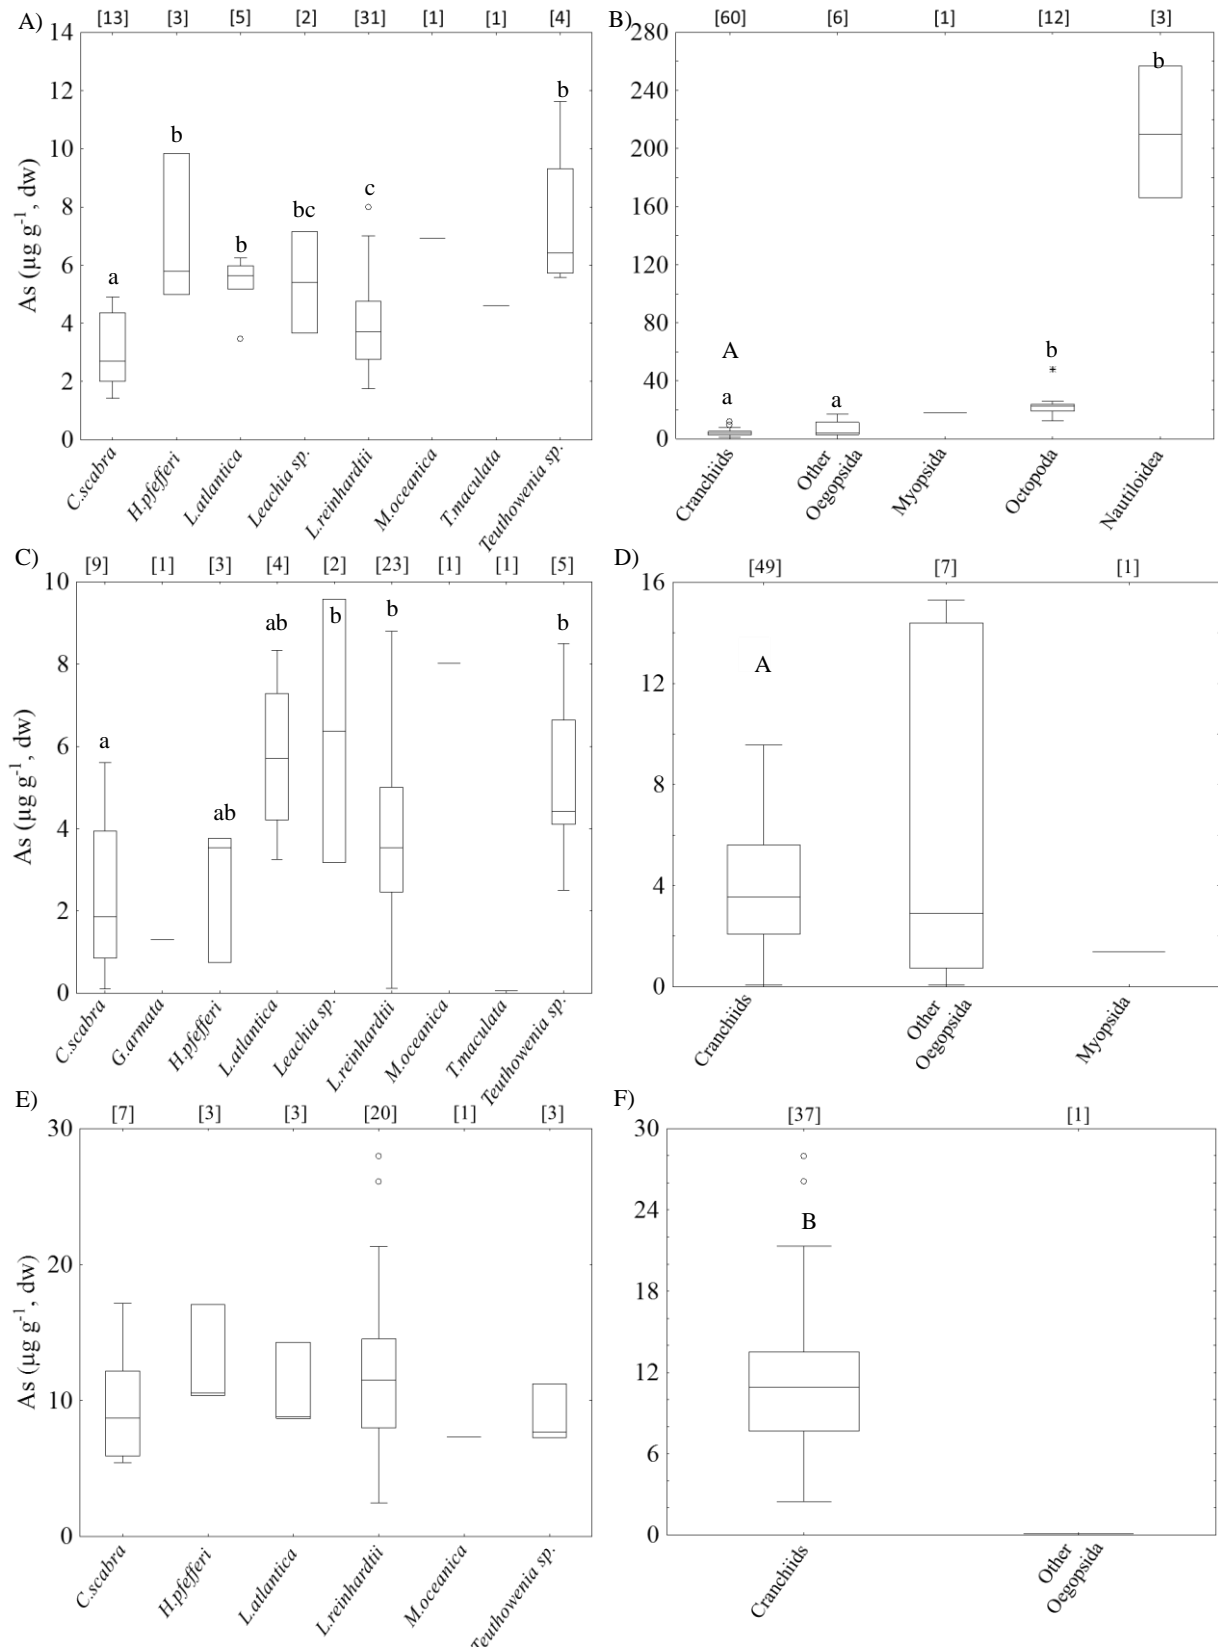 A)
[13] [3] [5] [2] [31] [1] [1] [4]
14
12
10
8
6
4
2
0
As (µg g⁻¹, dw)
a b b bc c b
C.scabra H.pfefferi L.atlantica Leachia sp. L.reinhardtii M.oceanica T.maculata Teuthowenia sp.
B)
[60] [6] [1] [12] [3]
280
240
200
160
120
80
40
0
A
a a b b
Cranchiids Other Oegopsida Myopsida Octopoda Nautiloidea
C)
[9] [1] [3] [4] [2] [23] [1] [1] [5]
10
8
6
4
2
0
As (µg g⁻¹, dw)
a ab ab b b b
C.scabra G.armata H.pfefferi L.atlantica Leachia sp. L.reinhardtii M.oceanica T.maculata Teuthowenia sp.
D)
[49] [7] [1]
16
12
8
4
0
A
Cranchiids Other Oegopsida Myopsida
E)
[7] [3] [3] [20] [1] [3]
30
20
10
0
As (µg g⁻¹, dw)
C.scabra H.pfefferi L.atlantica L.reinhardtii M.oceanica Teuthowenia sp.
F)
[37] [1]
30
24
18
12
6
0
B
Cranchiids Other Oegopsida